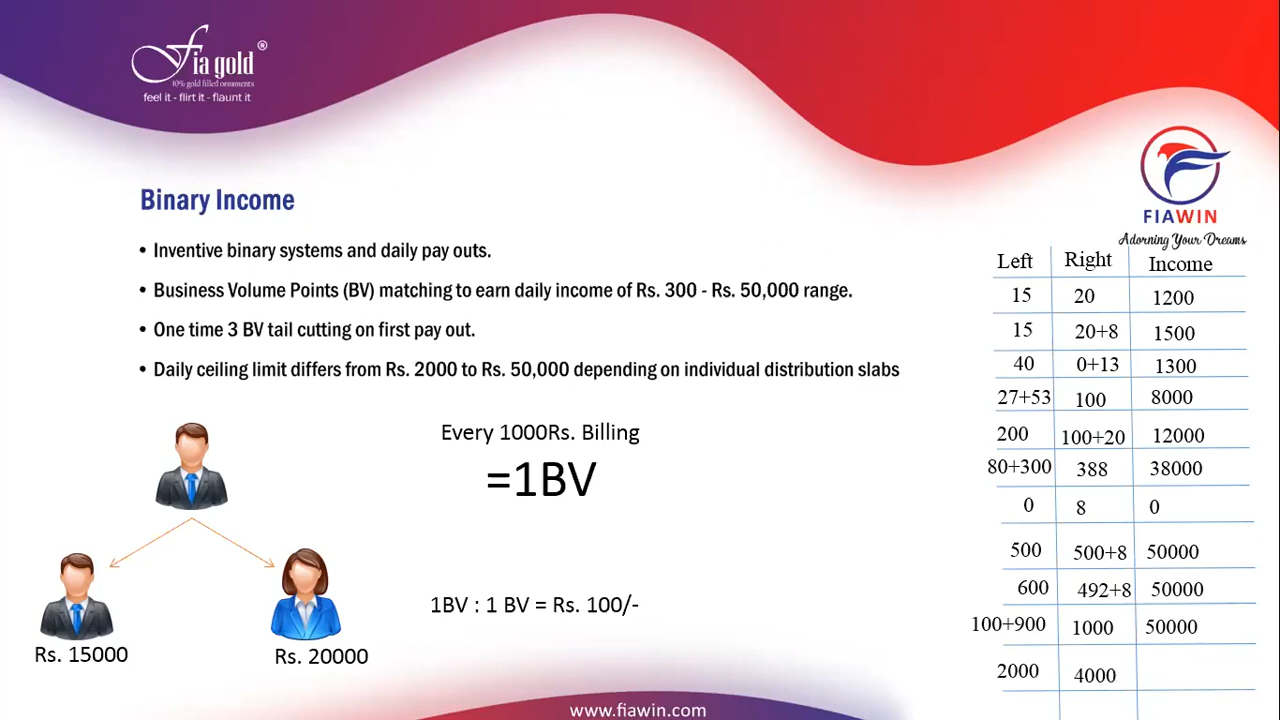 Fia gold®
10% gold filled ornaments
feel it - flirt it - flaunt it
FIAWIN
Adorning Your Dreams
Binary Income
• Inventive binary systems and daily pay outs.
• Business Volume Points (BV) matching to earn daily income of Rs. 300 - Rs. 50,000 range.
• One time 3 BV tail cutting on first pay out.
• Daily ceiling limit differs from Rs. 2000 to Rs. 50,000 depending on individual distribution slabs
Every 1000Rs. Billing
=1BV
1BV : 1 BV = Rs. 100/-
Rs. 15000
Rs. 20000
Left Right Income
15 20 1200
15 20+8 1500
40 0+13 1300
27+53 100 8000
200 100+20 12000
80+300 388 38000
0 8 0
500 500+8 50000
600 492+8 50000
100+900 1000 50000
2000 4000
www.fiawin.com